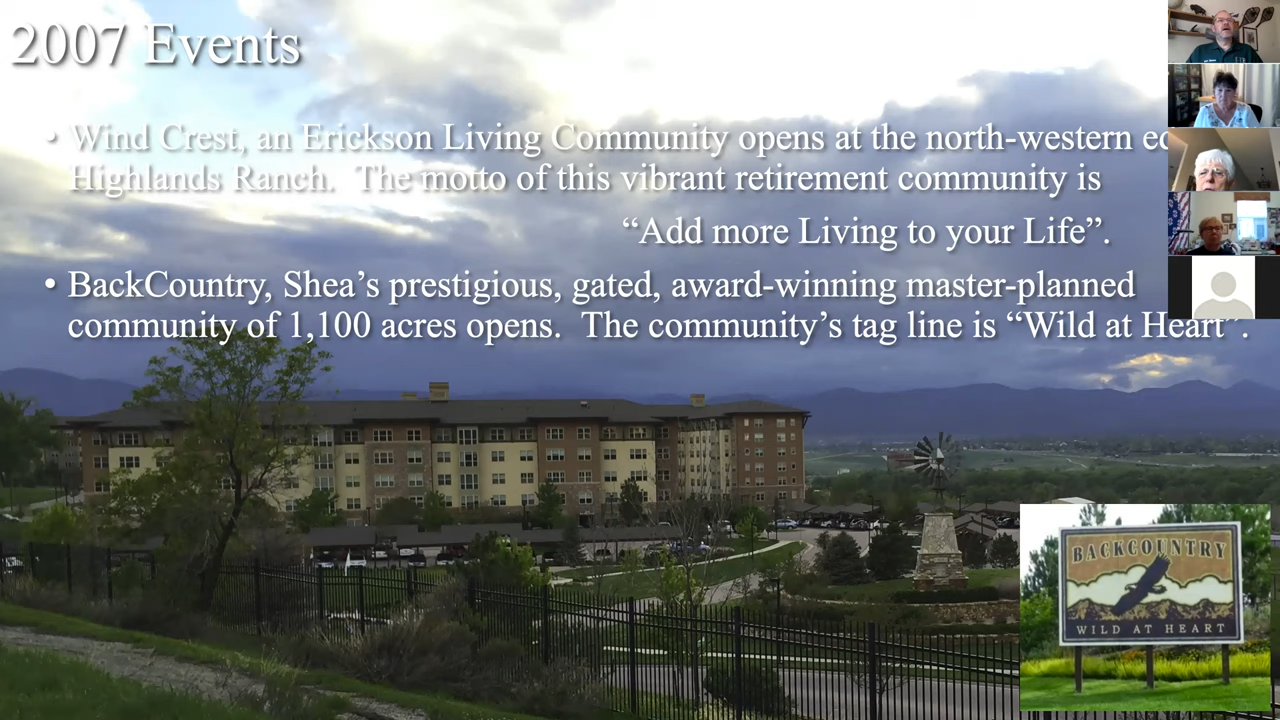 2007 Events
• Wind Crest, an Erickson Living Community opens at the north-western
Highlands Ranch. The motto of this vibrant retirement community is
“Add more Living to your Life”.
• BackCountry, Shea’s prestigious, gated, award-winning master-planned
community of 1,100 acres opens. The community’s tag line is “Wild at Heart”.
BACKCOUNTRY
WILD AT HEART